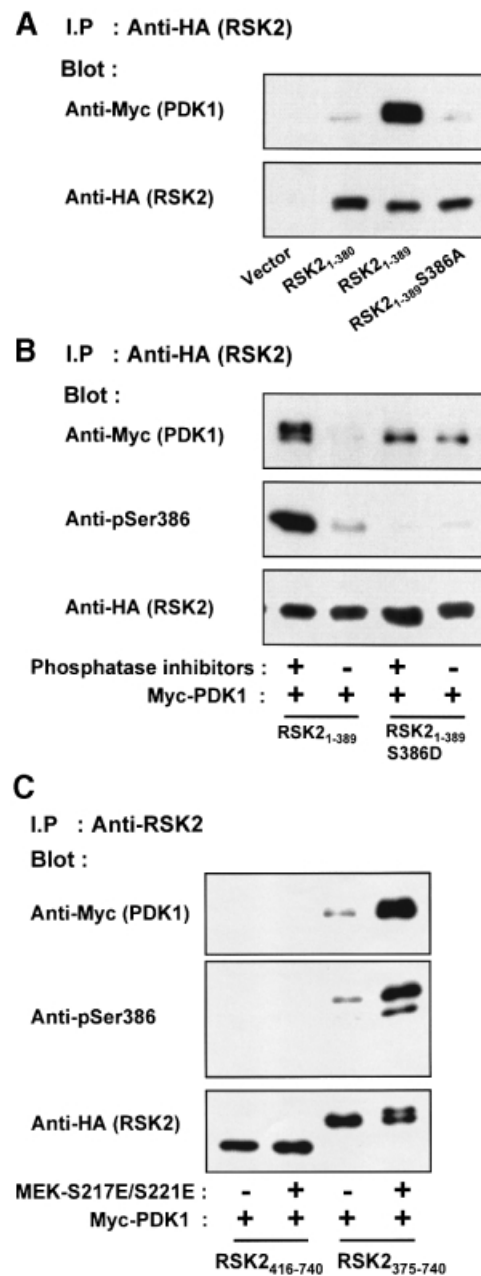 A I.P : Anti-HA (RSK2)
Blot :
Anti-Myc (PDK1)
Anti-HA (RSK2)
Vector RSK2₁₋₃₈₀ RSK2₁₋₃₈₉ RSK2₁₋₃₈₉S386A
B I.P : Anti-HA (RSK2)
Blot :
Anti-Myc (PDK1)
Anti-pSer386
Anti-HA (RSK2)
Phosphatase inhibitors : + - + -
Myc-PDK1 : + + + +
RSK2₁₋₃₈₉ RSK2₁₋₃₈₉
S386D
C
I.P : Anti-RSK2
Blot :
Anti-Myc (PDK1)
Anti-pSer386
Anti-HA (RSK2)
MEK-S217E/S221E : - + - +
Myc-PDK1 : + + + +
RSK2₄₁₆₋₇₄₀ RSK2₃₇₅₋₇₄₀